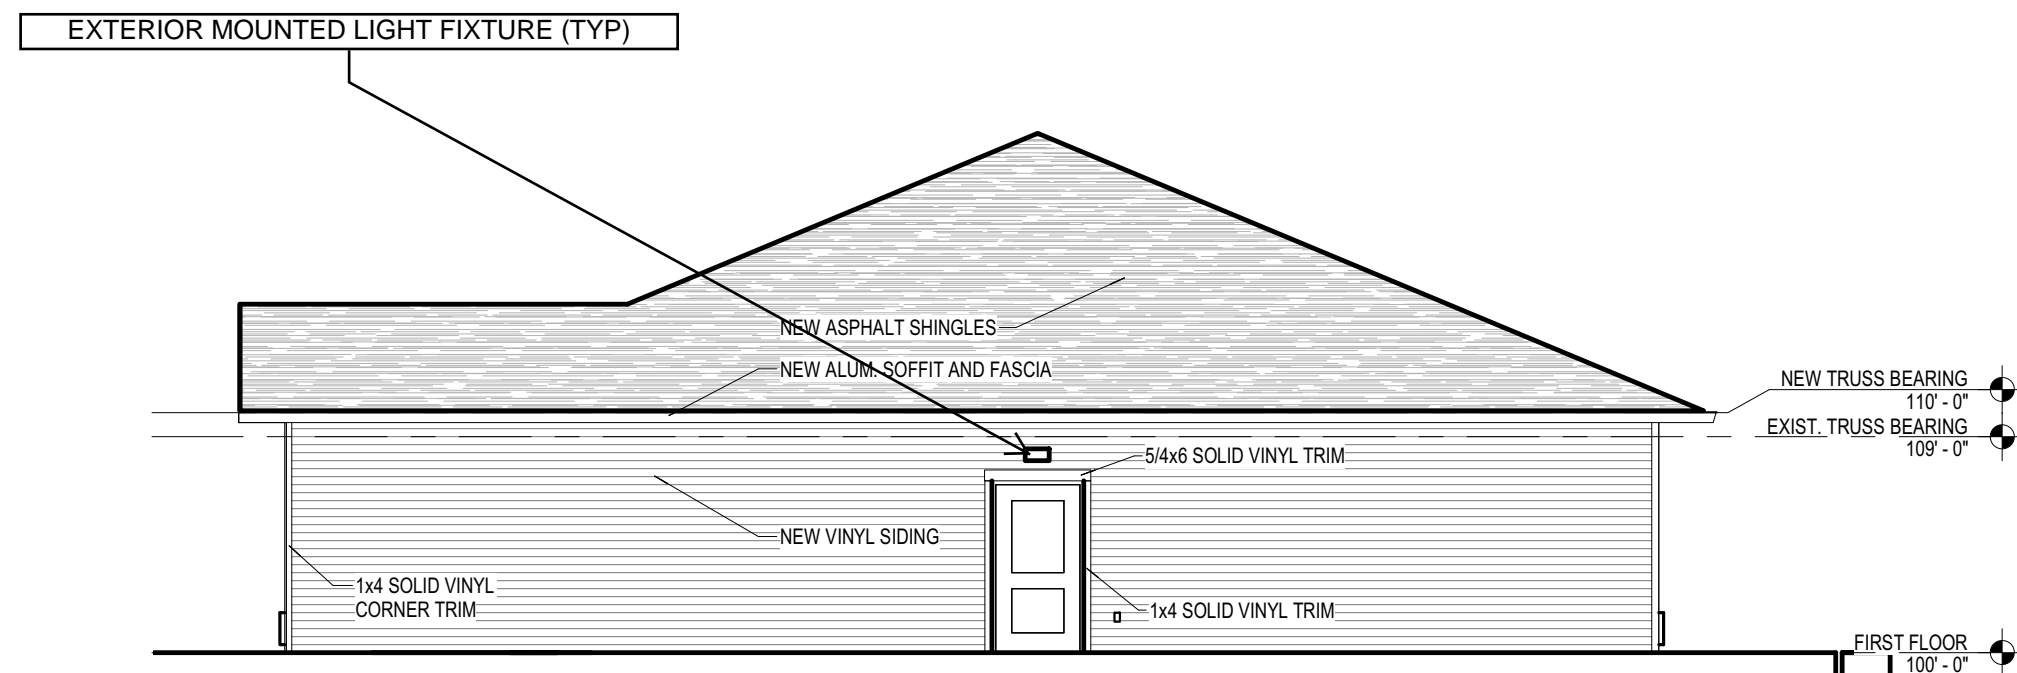 EXTERIOR MOUNTED LIGHT FIXTURE (TYP)
NEW ASPHALT SHINGLES
NEW ALUM. SOFFIT AND FASCIA
NEW TRUSS BEARING
110' - 0"
EXIST. TRUSS BEARING
109' - 0"
5/4x6 SOLID VINYL TRIM
NEW VINYL SIDING
1x4 SOLID VINYL
CORNER TRIM
1x4 SOLID VINYL TRIM
FIRST FLOOR
100' - 0"